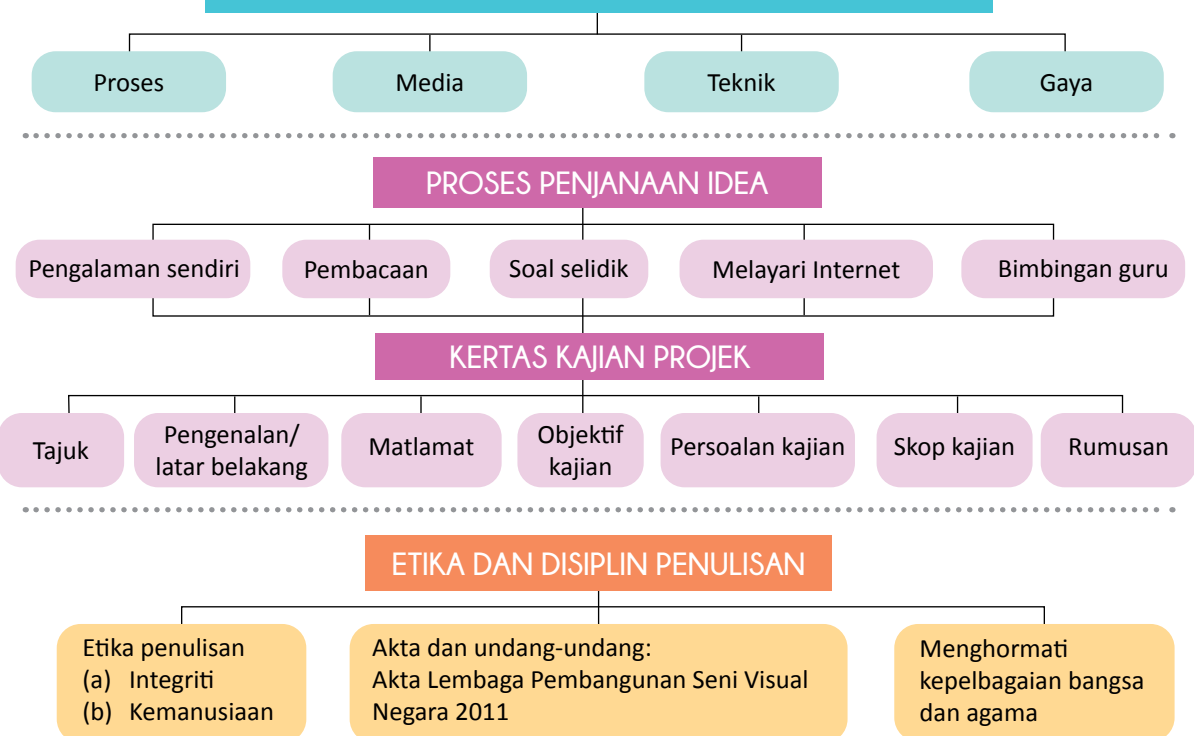 Proses
Media
Teknik
Gaya
PROSES PENJANAAN IDEA
Pengalaman sendiri
Pembacaan
Soal selidik
Melayari Internet
Bimbingan guru
KERTAS KAJIAN PROJEK
Tajuk
Pengenalan/
latar belakang
Matlamat
Objektif
kajian
Persoalan kajian
Skop kajian
Rumusan
ETIKA DAN DISIPLIN PENULISAN
Etika penulisan
(a) Integriti
(b) Kemanusiaan
Akta dan undang-undang:
Akta Lembaga Pembangunan Seni Visual
Negara 2011
Menghormati
kepelbagaian bangsa
dan agama